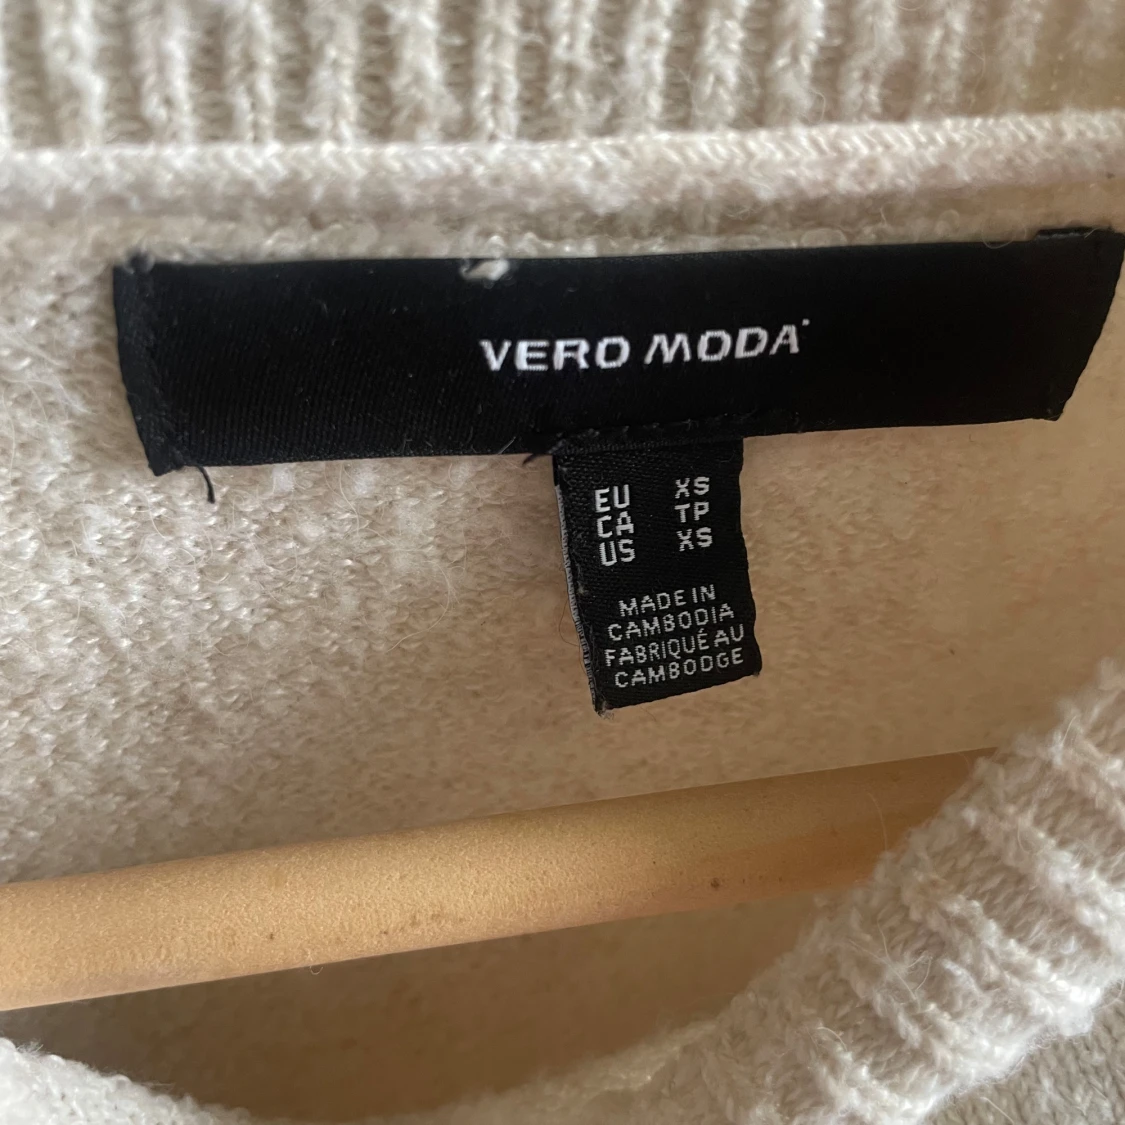 VERO MODA
EU XS
CA TP
US XS
MADE IN
CAMBODIA
FABRIQUÉ AU
CAMBODGE